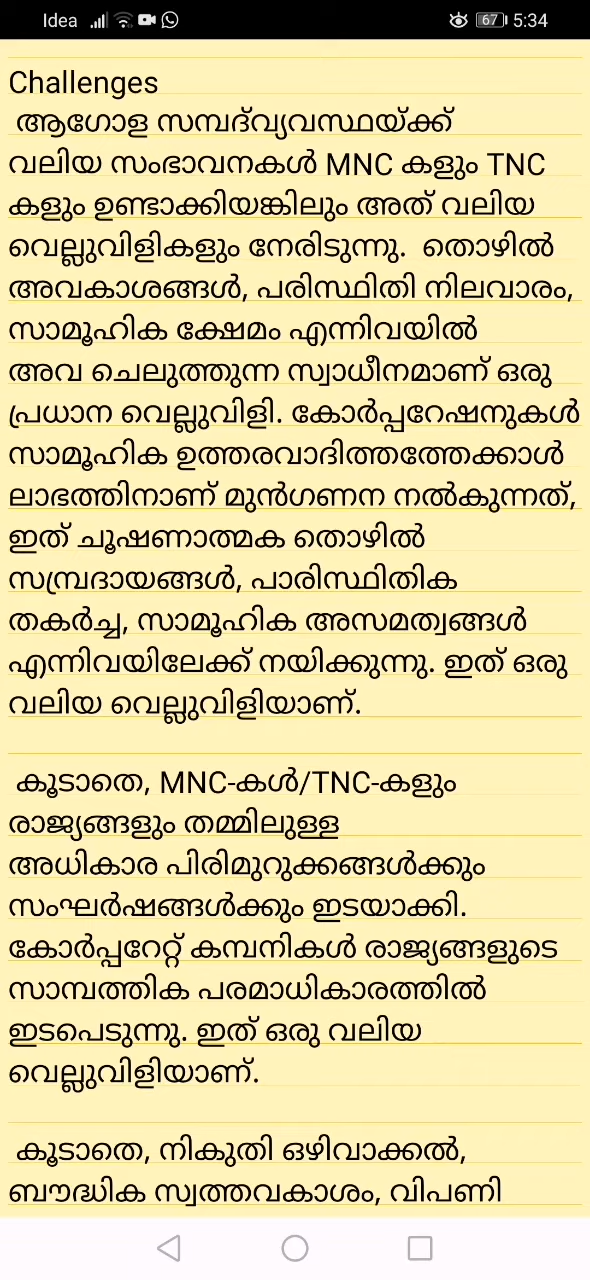 Idea 67 5:34
Challenges
ആഗോള സമ്പദ്‌വ്യവസ്ഥയ്ക്ക്
വലിയ സംഭാവനകൾ MNC കളും TNC
കളും ഉണ്ടാക്കിയങ്കിലും അത് വലിയ
വെല്ലുവിളികളും നേരിടുന്നു. തൊഴിൽ
അവകാശങ്ങൾ, പരിസ്ഥിതി നിലവാരം,
സാമൂഹിക ക്ഷേമം എന്നിവയിൽ
അവ ചെലുത്തുന്ന സ്വാധീനമാണ് ഒരു
പ്രധാന വെല്ലുവിളി. കോർപ്പറേഷനുകൾ
സാമൂഹിക ഉത്തരവാദിത്തത്തേക്കാൾ
ലാഭത്തിനാണ് മുൻഗണന നൽകുന്നത്,
ഇത് ചൂഷണാത്മക തൊഴിൽ
സമ്പ്രദായങ്ങൾ, പാരിസ്ഥിതിക
തകർച്ച, സാമൂഹിക അസമത്വങ്ങൾ
എന്നിവയിലേക്ക് നയിക്കുന്നു. ഇത് ഒരു
വലിയ വെല്ലുവിളിയാണ്.
കൂടാതെ, MNC-കൾ/TNC-കളും
രാജ്യങ്ങളും തമ്മിലുള്ള
അധികാര പിരിമുറുക്കങ്ങൾക്കും
സംഘർഷങ്ങൾക്കും ഇടയാക്കി.
കോർപ്പറേറ്റ് കമ്പനികൾ രാജ്യങ്ങളുടെ
സാമ്പത്തിക പരമാധികാരത്തിൽ
ഇടപെടുന്നു. ഇത് ഒരു വലിയ
വെല്ലുവിളിയാണ്.
കൂടാതെ, നികുതി ഒഴിവാക്കൽ,
ബൗദ്ധിക സ്വത്തവകാശം, വിപണി